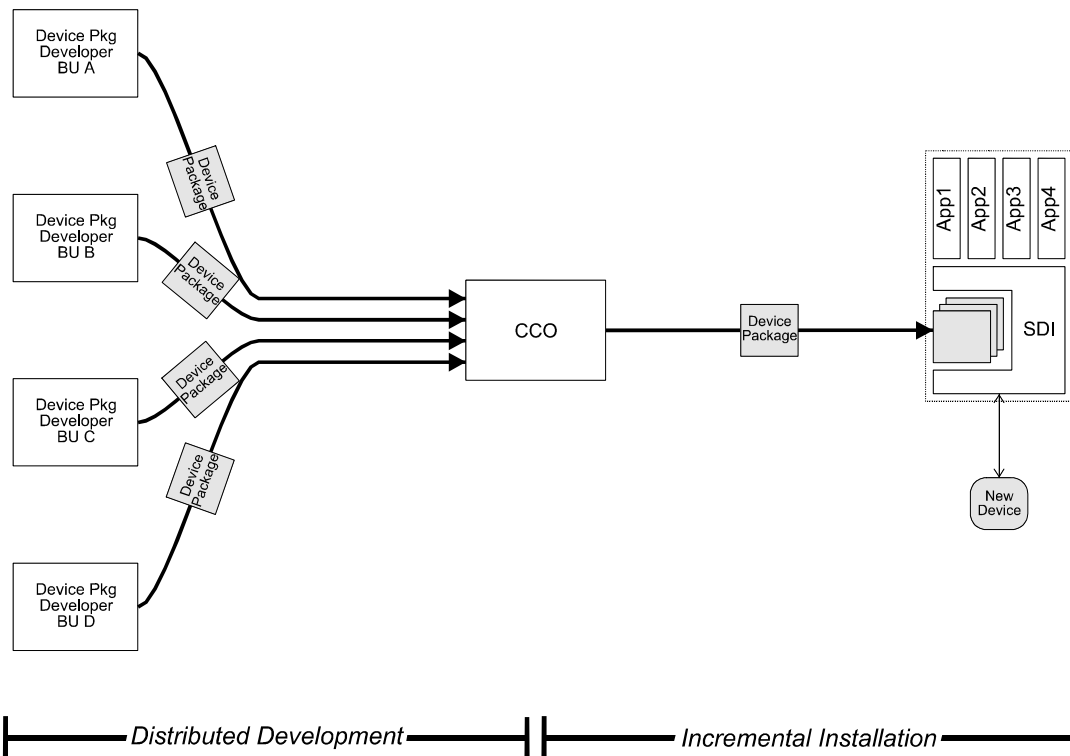 Device Pkg
Developer
BU A
Device
Package
Device Pkg
Developer
BU B
Device
Package
Device Pkg
Developer
BU C
Device
Package
Device
Package
Device Pkg
Developer
BU D
CCO
Device
Package
App1
App2
App3
App4
SDI
New
Device
Distributed Development
Incremental Installation